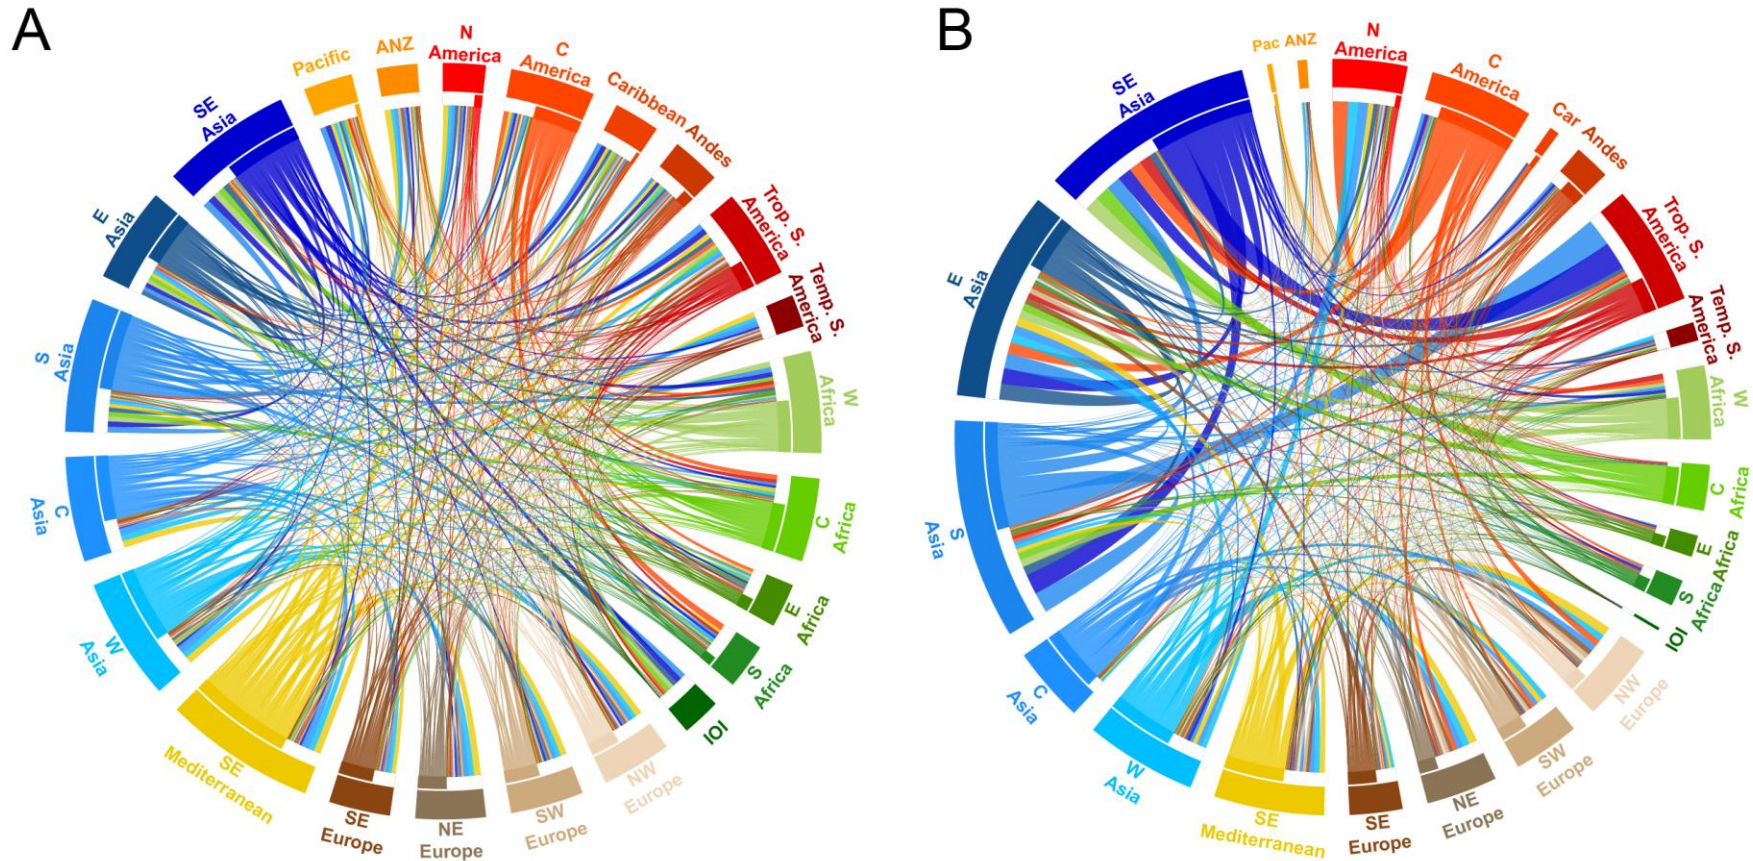 A
Pacific
ANZ
N
America
C
America
Caribbean
Andes
Trop. S.
America
Temp. S.
America
W
Africa
C
Africa
E
Africa
S
Africa
IOI
NW
Europe
SW
Europe
NE
Europe
SE
Europe
SE
Mediterranean
W
Asia
C
Asia
S
Asia
E
Asia
SE
Asia
B
Pac
ANZ
N
America
C
America
Car
Andes
Trop. S.
America
Temp. S.
America
W
Africa
C
Africa
E
Africa
S
Africa
IOI
NW
Europe
SW
Europe
NE
Europe
SE
Europe
SE
Mediterranean
W
Asia
C
Asia
S
Asia
E
Asia
SE
Asia